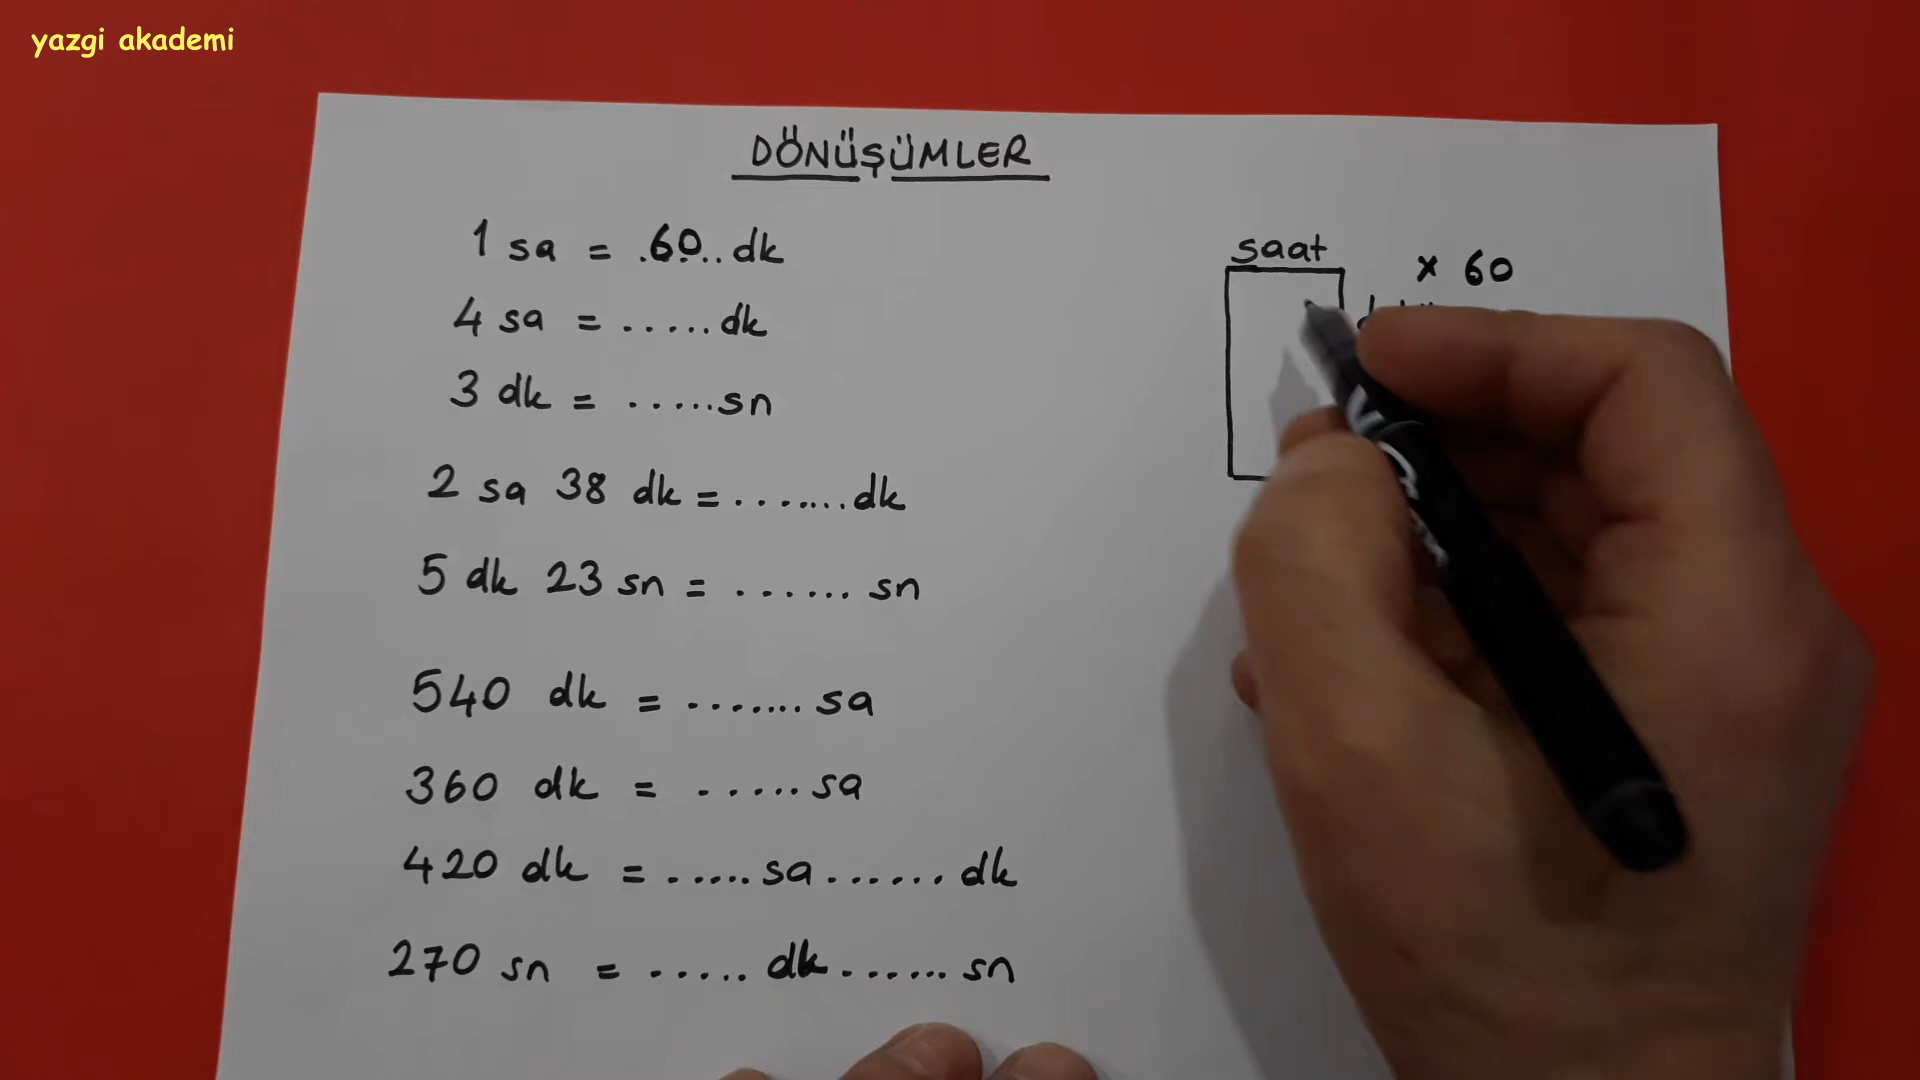 yazgi akademi
DÖNÜŞÜMLER
1 sa = .60.. dk
4 sa = ..... dk
3 dk = ..... sn
2 sa 38 dk = ....... dk
5 dk 23 sn = ...... sn
540 dk = ....... sa
360 dk = ..... sa
420 dk = ..... sa ...... dk
270 sn = ..... dk ...... sn
saat
x 60